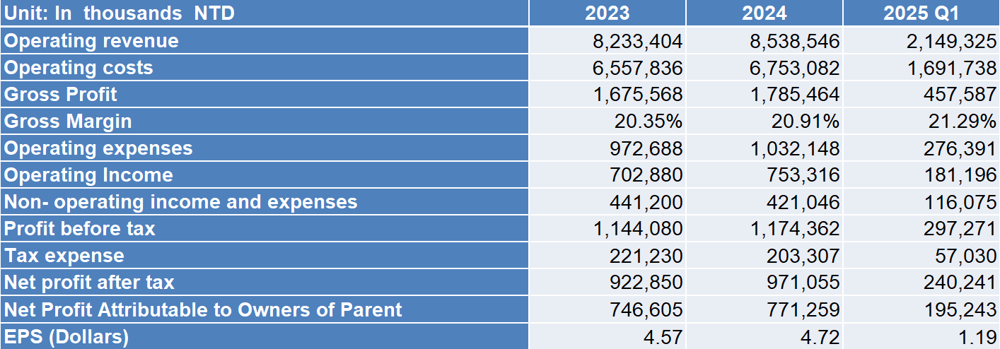 Unit: In thousands NTD 2023 2024 2025 Q1
Operating revenue 8,233,404 8,538,546 2,149,325
Operating costs 6,557,836 6,753,082 1,691,738
Gross Profit 1,675,568 1,785,464 457,587
Gross Margin 20.35% 20.91% 21.29%
Operating expenses 972,688 1,032,148 276,391
Operating Income 702,880 753,316 181,196
Non- operating income and expenses 441,200 421,046 116,075
Profit before tax 1,144,080 1,174,362 297,271
Tax expense 221,230 203,307 57,030
Net profit after tax 922,850 971,055 240,241
Net Profit Attributable to Owners of Parent 746,605 771,259 195,243
EPS (Dollars) 4.57 4.72 1.19